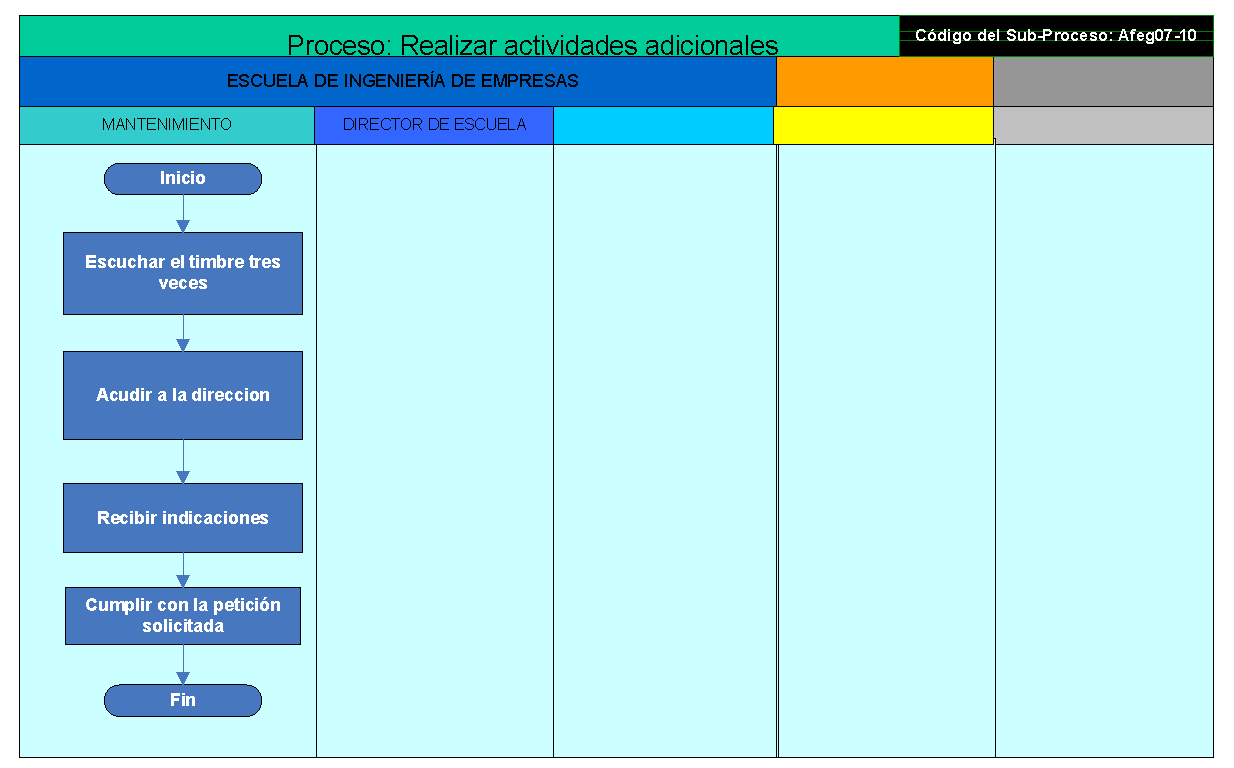 Proceso: Realizar actividades adicionales
Código del Sub-Proceso: Afeg07-10
ESCUELA DE INGENIERÍA DE EMPRESAS
MANTENIMIENTO
DIRECTOR DE ESCUELA
Inicio
Escuchar el timbre tres
veces
Acudir a la direccion
Recibir indicaciones
Cumplir con la petición
solicitada
Fin